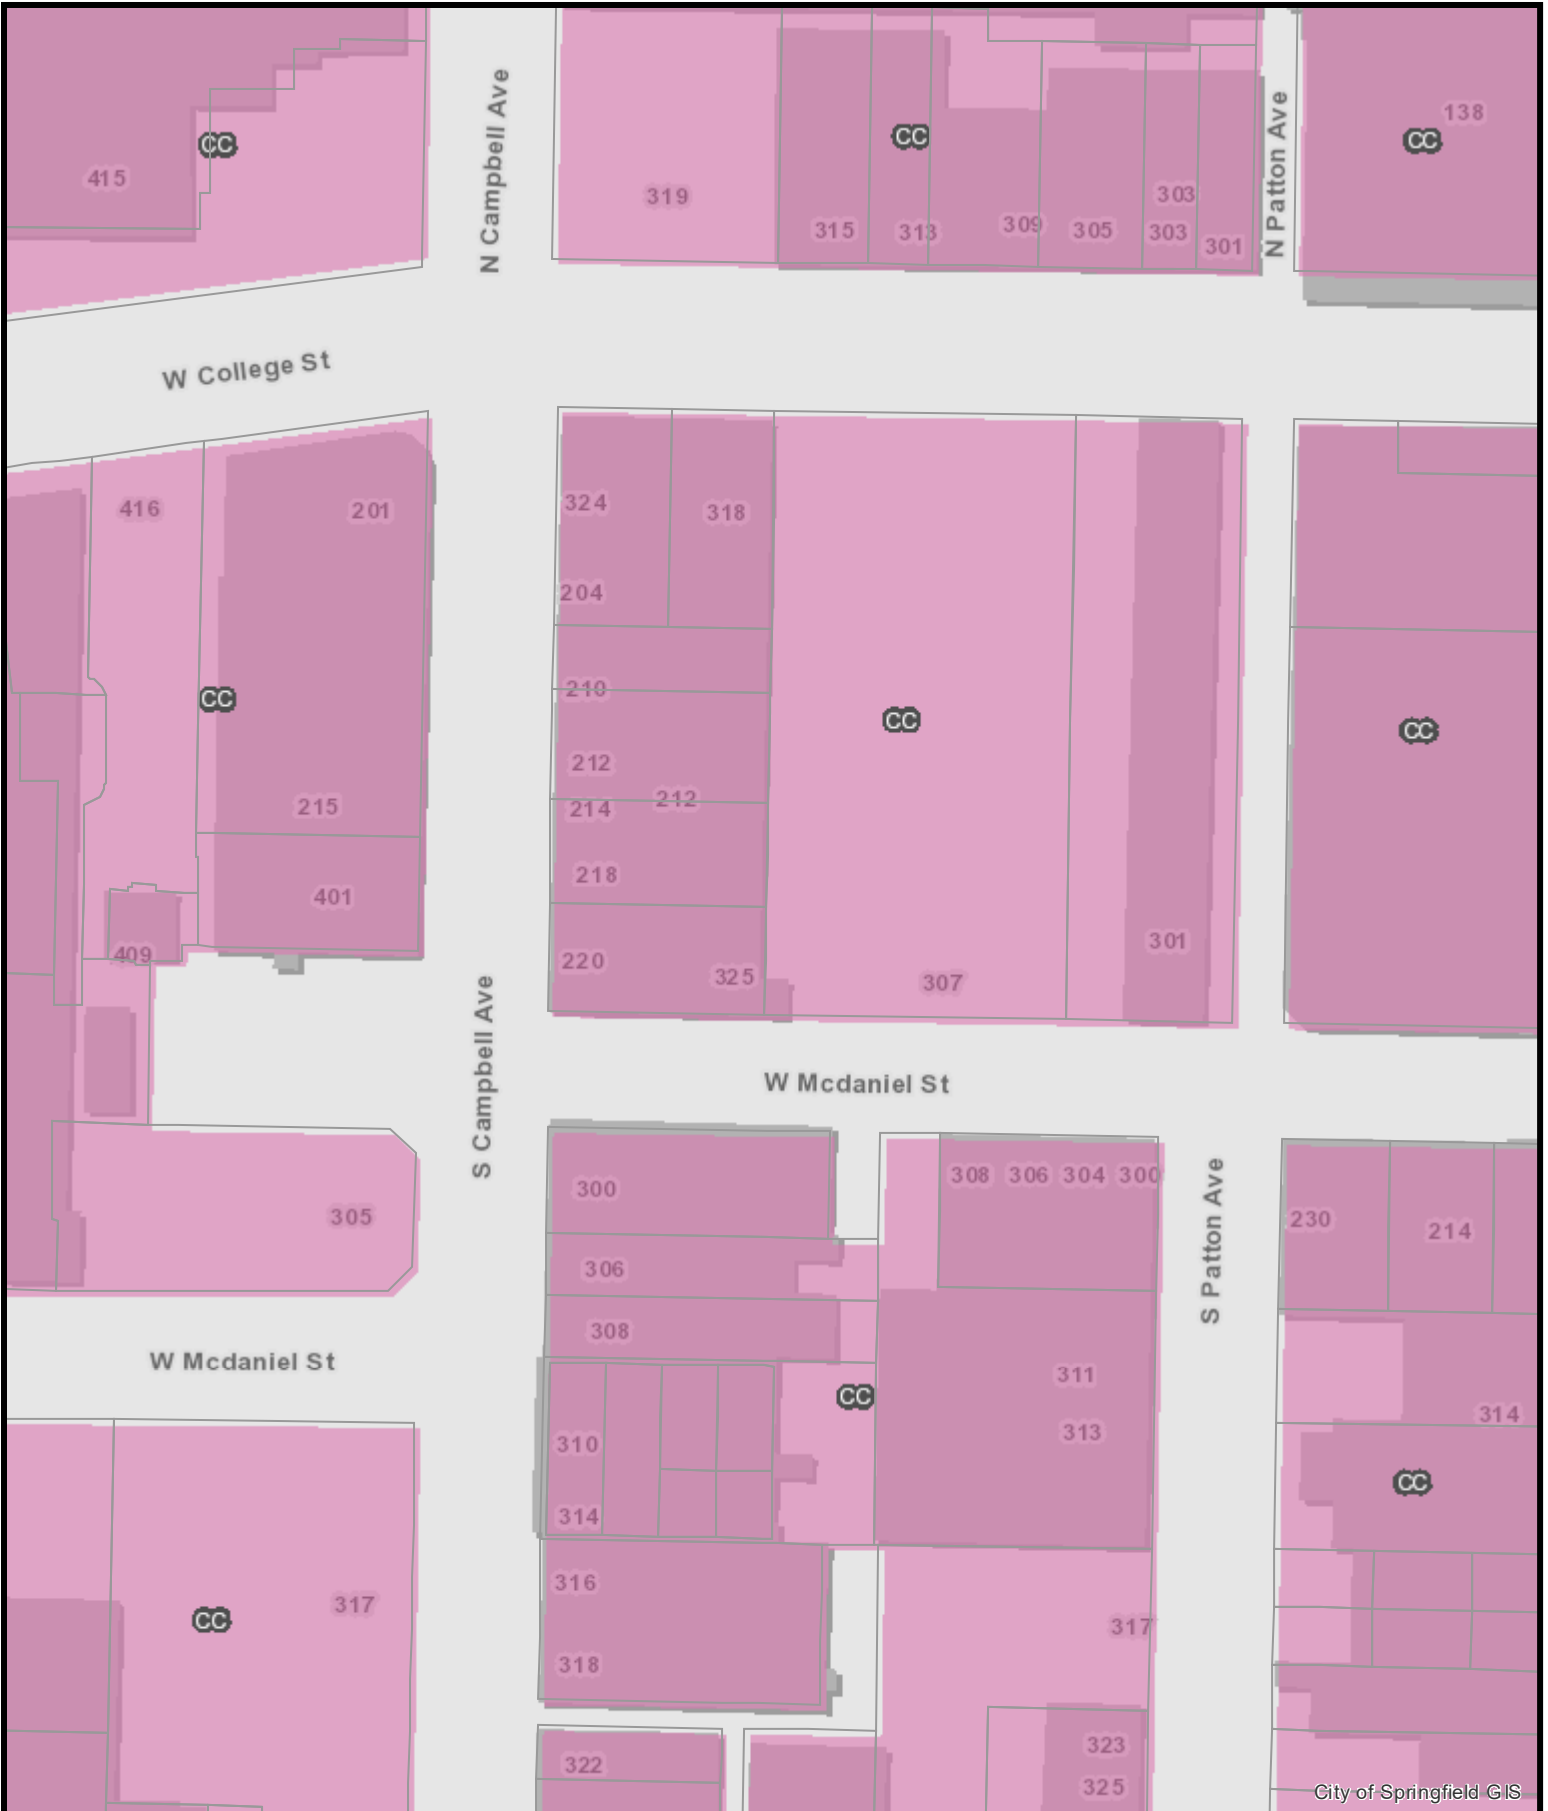 N Campbell Ave
N Patton Ave
138
CC
CC
CC
415
319
303
315
313
309
305
303
301
W College St
416
201
324
318
204
CC
210
CC
CC
212
212
215
214
218
401
301
409
220
325
307
S Campbell Ave
W Mcdaniel St
308 306 304 300
300
S Patton Ave
305
230
214
306
308
W Mcdaniel St
311
CC
314
313
310
CC
314
316
317
CC
317
318
323
322
325
City of Springfield GIS